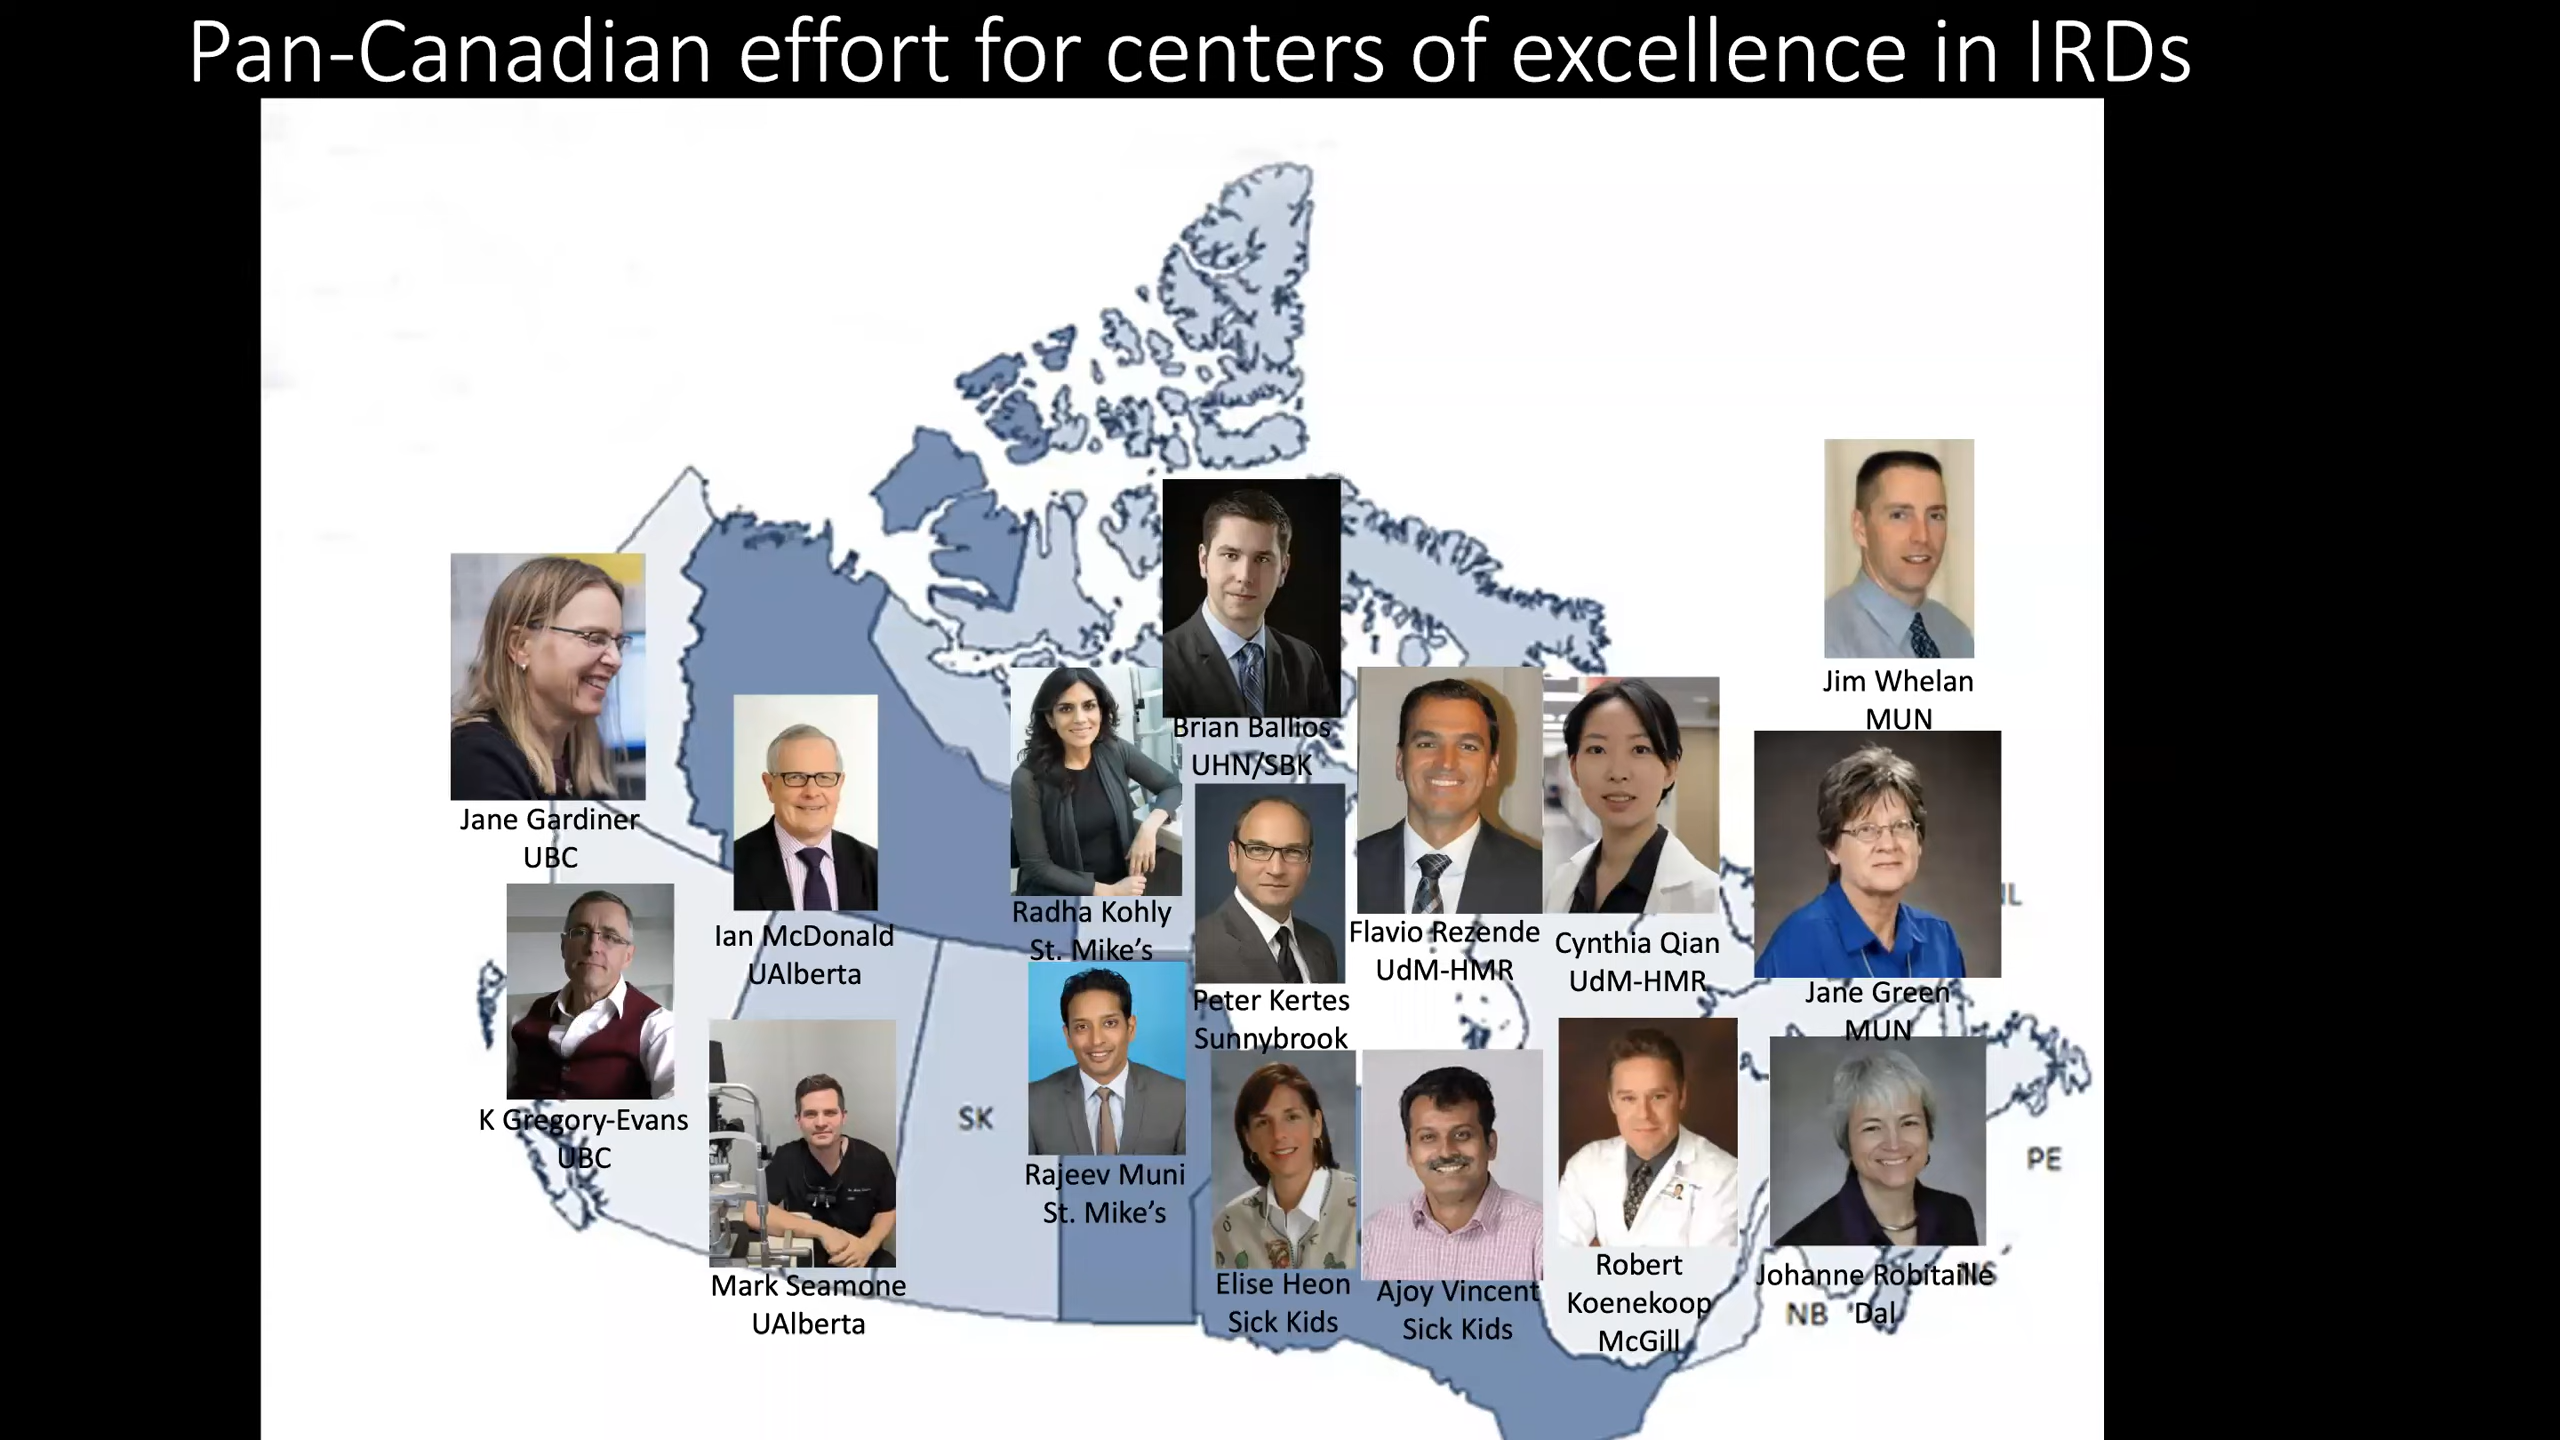 Pan-Canadian effort for centers of excellence in IRDs
Jim Whelan
MUN
Brian Ballios
UHN/SBK
Jane Gardiner
UBC
Radha Kohly
St. Mike's
Ian McDonald
UAlberta
Flavio Rezende
UdM-HMR
Cynthia Qian
UdM-HMR
NL
Peter Kertes
Sunnybrook
Jane Green
MUN
K Gregory-Evans
UBC
SK
Rajeev Muni
St. Mike's
PE
Mark Seamone
UAlberta
Elise Heon
Sick Kids
Ajoy Vincent
Sick Kids
Robert
Koenekoop
McGill
Johanne Robitaille
Dal
NS
NB